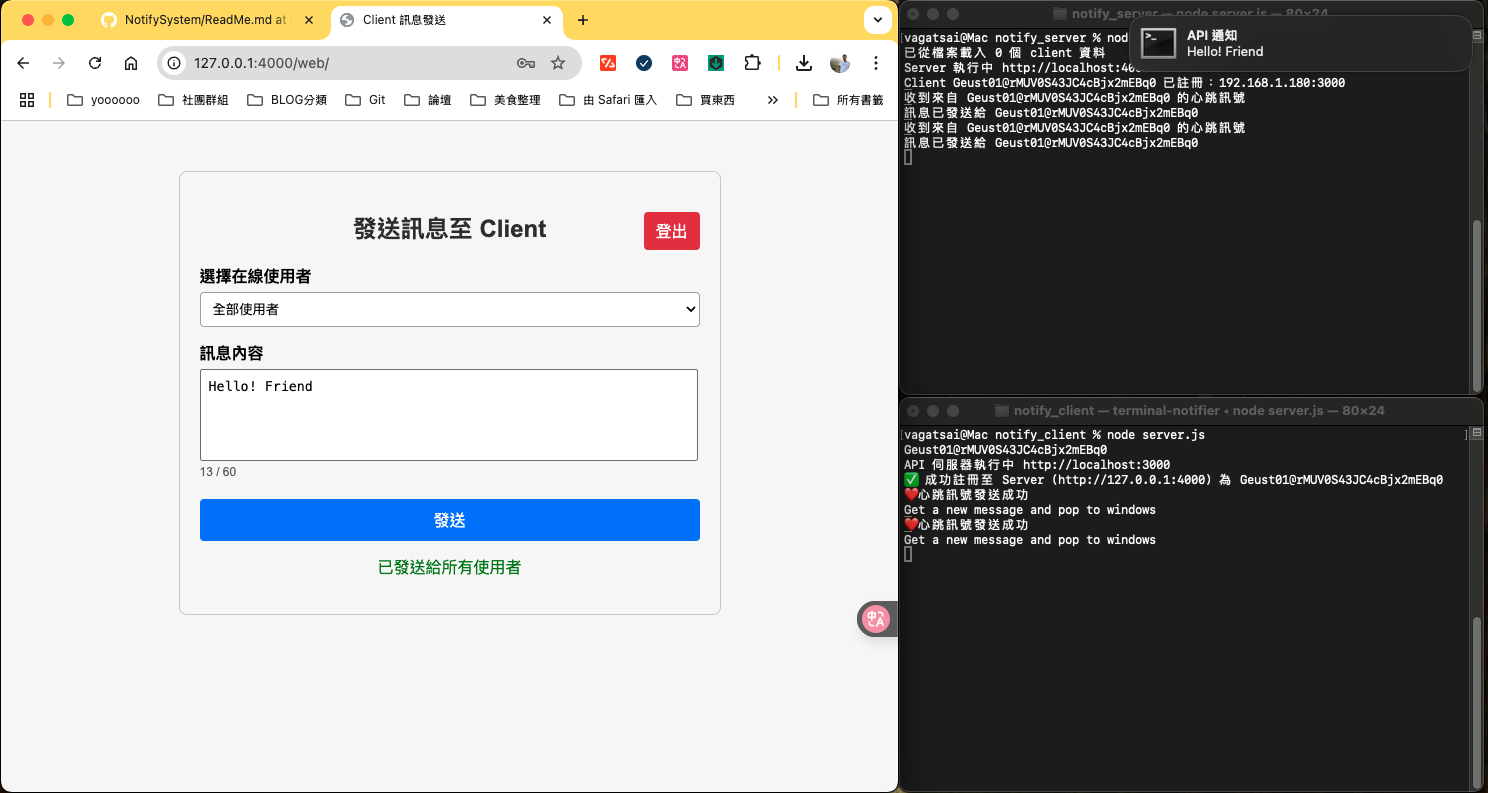 NotifySystem/ReadMe.md at
Client 訊息發送
127.0.0.1:4000/web/
yoooooo
社團群組
BLOG分類
Git
論壇
美食整理
由 Safari 匯入
買東西
所有書籤
發送訊息至 Client
登出
選擇在線使用者
全部使用者
訊息內容
Hello! Friend
13 / 60
發送
已發送給所有使用者
notify_server — node server.js — 80×24
vagatsai@Mac notify_server % nod
已從檔案載入 0 個 client 資料
Server 執行中 http://localhost:40
Client Geust01@rMUV0S43JC4cBjx2mEBq0 已註冊：192.168.1.180:3000
收到來自 Geust01@rMUV0S43JC4cBjx2mEBq0 的心跳訊號
訊息已發送給 Geust01@rMUV0S43JC4cBjx2mEBq0
收到來自 Geust01@rMUV0S43JC4cBjx2mEBq0 的心跳訊號
訊息已發送給 Geust01@rMUV0S43JC4cBjx2mEBq0
API 通知
Hello! Friend
notify_client — terminal-notifier ◂ node server.js — 80×24
vagatsai@Mac notify_client % node server.js
Geust01@rMUV0S43JC4cBjx2mEBq0
API 伺服器執行中 http://localhost:3000
✅ 成功註冊至 Server (http://127.0.0.1:4000) 為 Geust01@rMUV0S43JC4cBjx2mEBq0
❤️心跳訊號發送成功
Get a new message and pop to windows
❤️心跳訊號發送成功
Get a new message and pop to windows